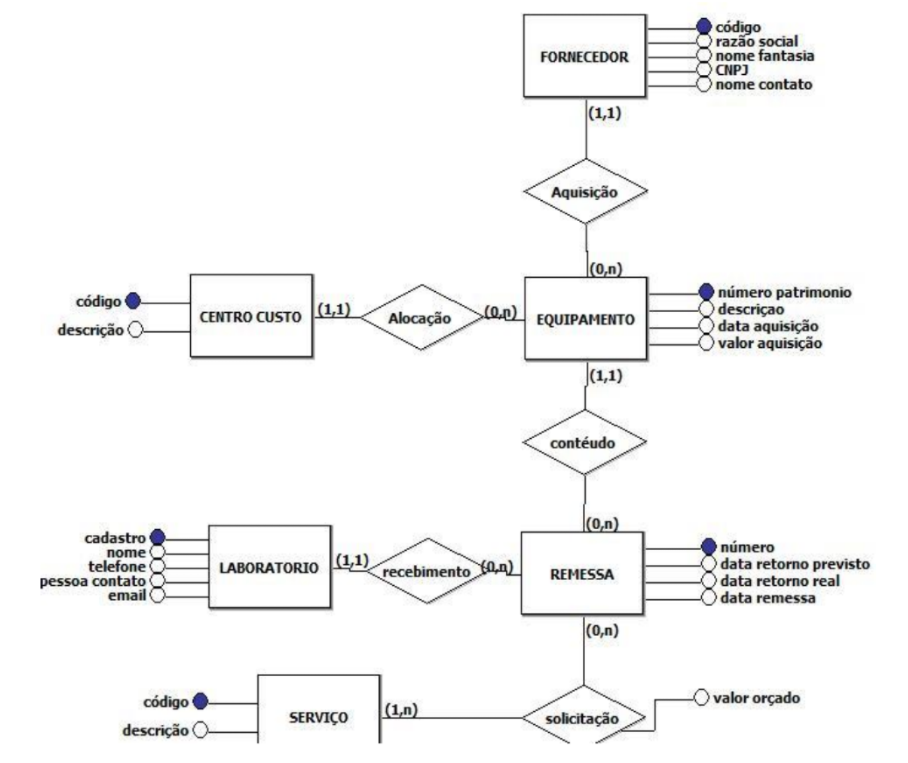 código
razão social
nome fantasia
CNPJ
nome contato
FORNECEDOR
(1,1)
Aquisição
(0,n)
código
descrição
CENTRO CUSTO
(1,1)
Alocação
(0,n)
EQUIPAMENTO
número patrimonio
descriçao
data aquisição
valor aquisição
(1,1)
contéudo
(0,n)
cadastro
nome
telefone
pessoa contato
email
LABORATORIO
(1,1)
recebimento
(0,n)
REMESSA
número
data retorno previsto
data retorno real
data remessa
(0,n)
código
descrição
SERVIÇO
(1,n)
solicitação
valor orçado